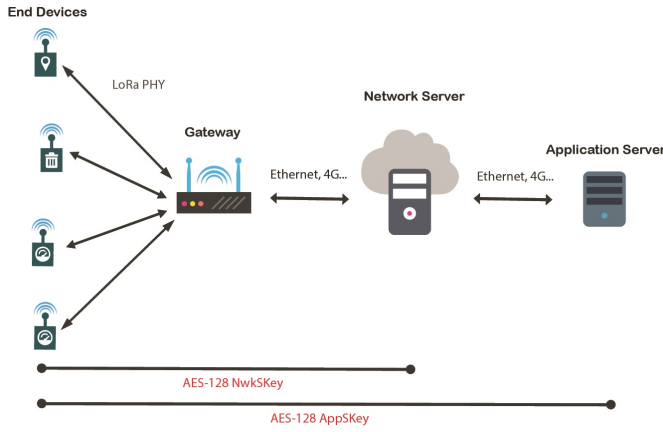 End Devices
LoRa PHY
Network Server
Gateway
Application Server
Ethernet, 4G...
Ethernet, 4G...
AES-128 NwkSKey
AES-128 AppSKey